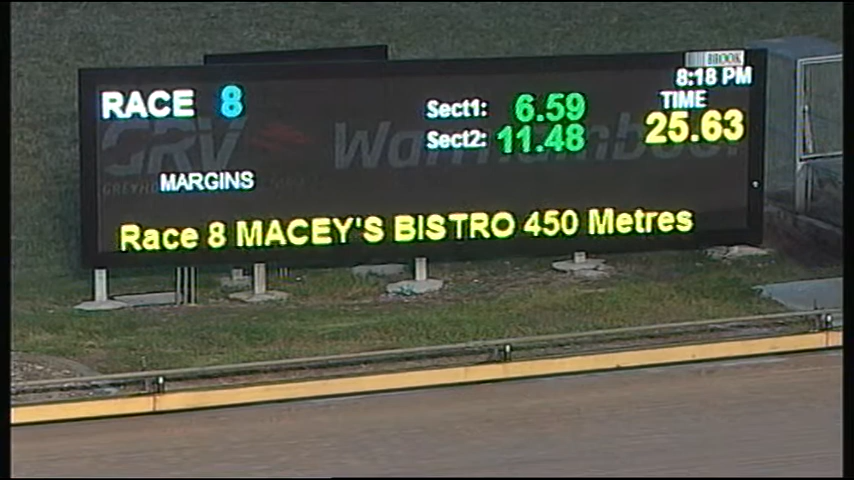 BROOK
8:18 PM
RACE 8
Sect1: 6.59
TIME
Sect2: 11.48
25.63
GRV
Warrnambool
MARGINS
Race 8 MACEY'S BISTRO 450 Metres